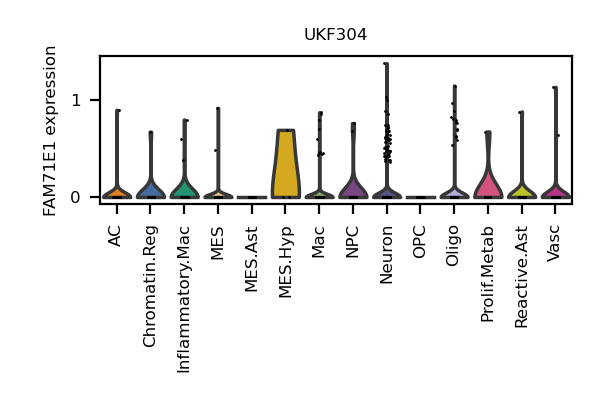 UKF304
FAM71E1 expression
1
0
AC
Chromatin.Reg
Inflammatory.Mac
MES
MES.Ast
MES.Hyp
Mac
NPC
Neuron
OPC
Oligo
Prolif.Metab
Reactive.Ast
Vasc